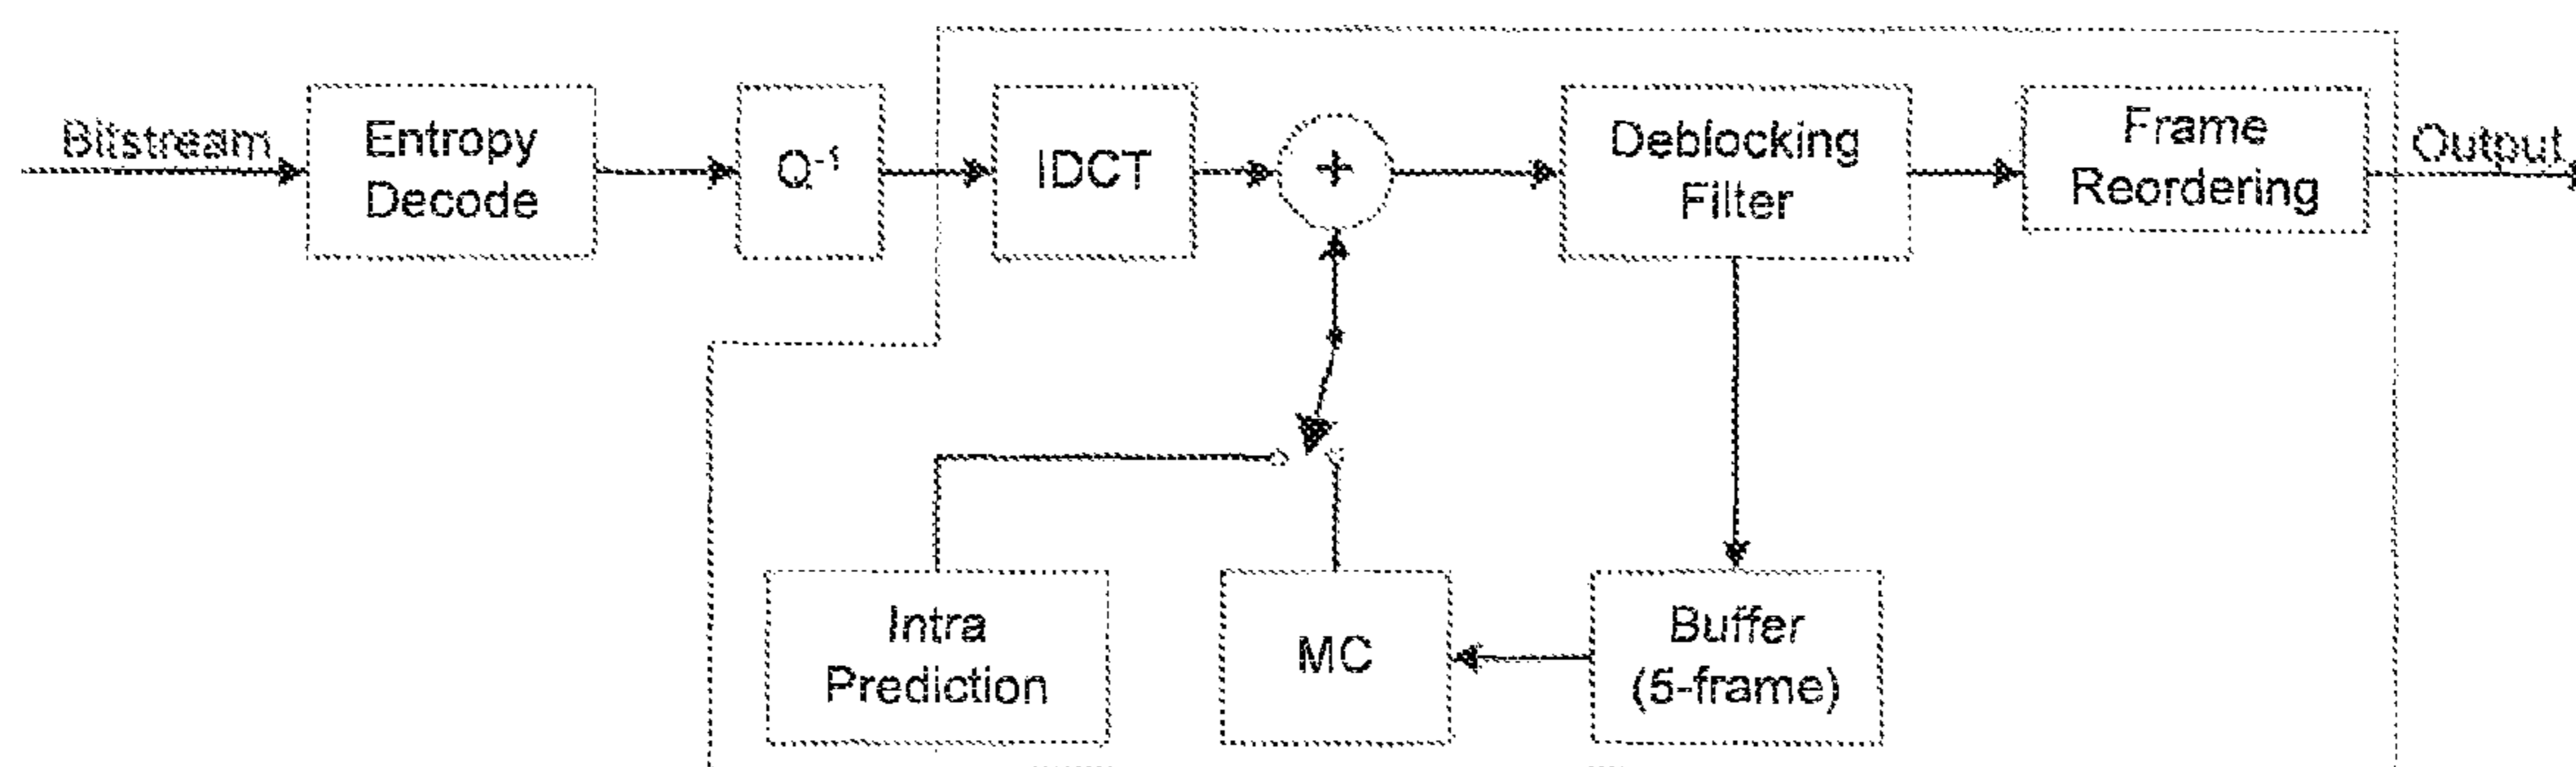 Bitstream
Entropy
Decode
Q-1
IDCT
+
Deblocking
Filter
Frame
Reordering
Output
Intra
Prediction
MC
Buffer
(5-frame)